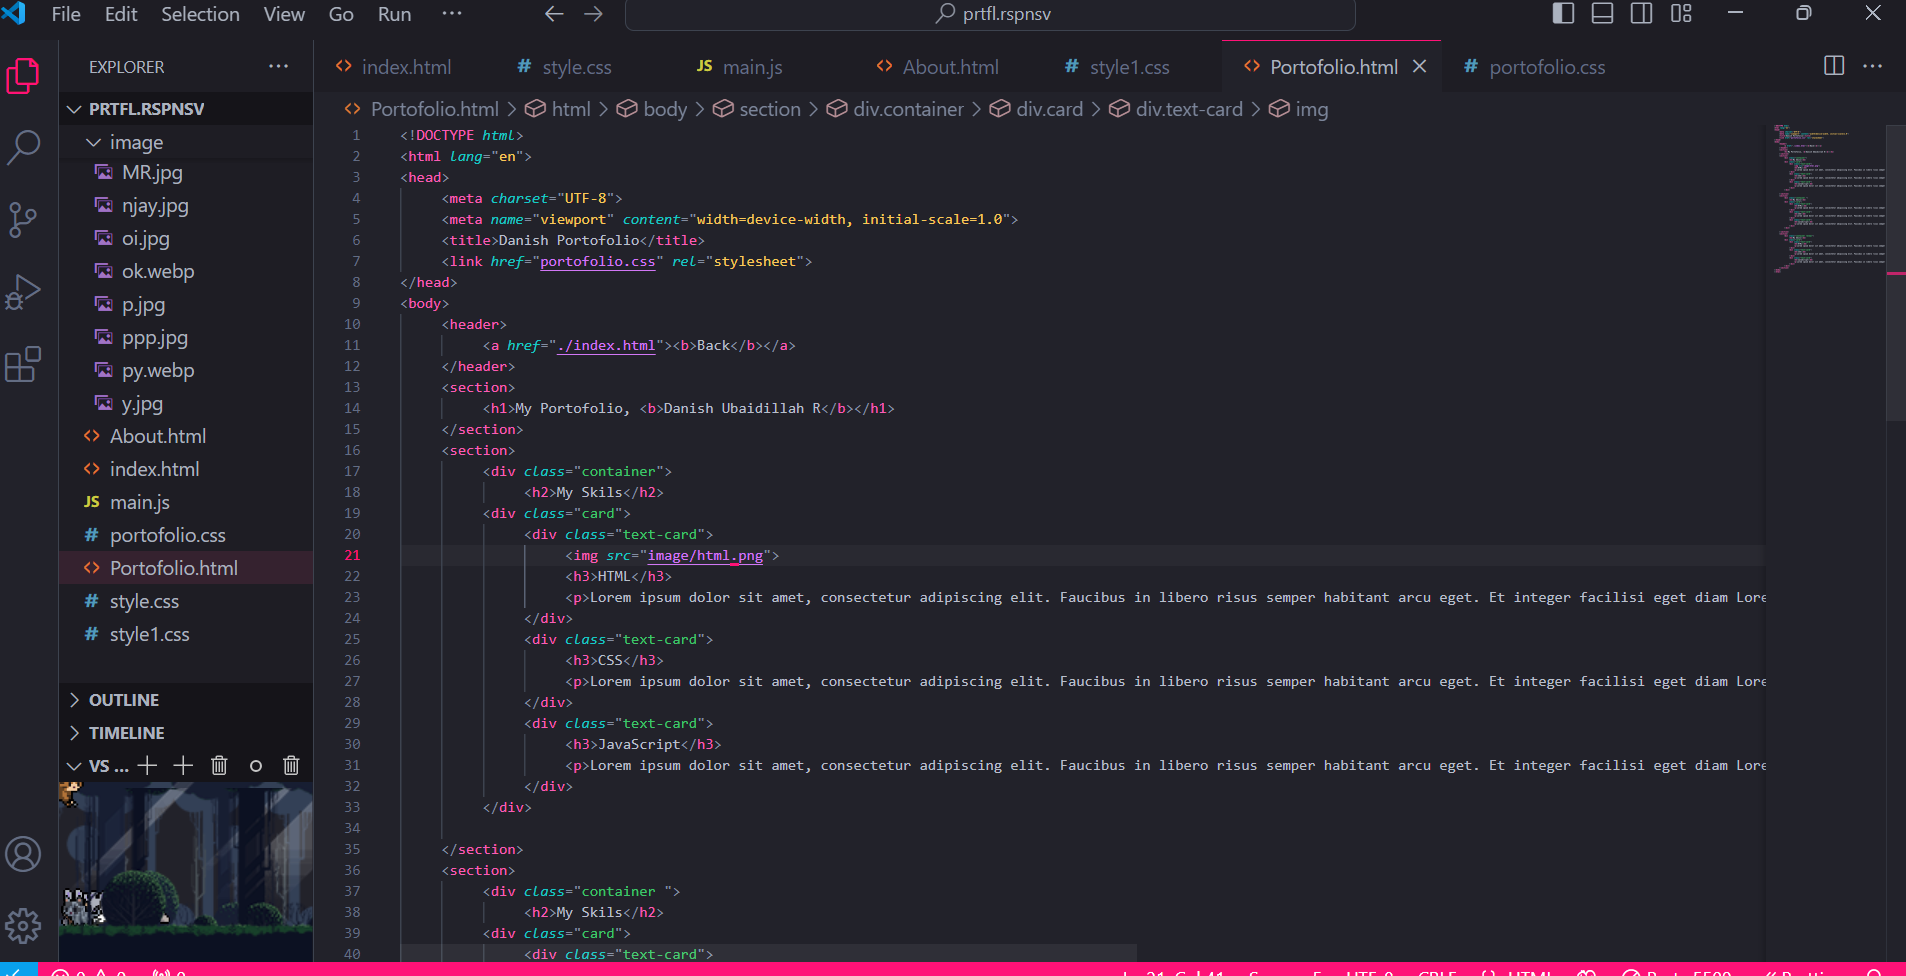 File Edit Selection View Go Run ··· prtfl.rspnsv
EXPLORER ···
PRTFL.RSPNSV
image
MR.jpg
njay.jpg
oi.jpg
ok.webp
p.jpg
ppp.jpg
py.webp
y.jpg
About.html
index.html
JS main.js
# portofolio.css
Portofolio.html
# style.css
# style1.css
OUTLINE
TIMELINE
VS ...
index.html # style.css JS main.js About.html # style1.css Portofolio.html # portofolio.css
Portofolio.html > html > body > section > div.container > div.card > div.text-card > img
1 <!DOCTYPE html>
2 <html lang="en">
3 <head>
4 <meta charset="UTF-8">
5 <meta name="viewport" content="width=device-width, initial-scale=1.0">
6 <title>Danish Portofolio</title>
7 <link href="portofolio.css" rel="stylesheet">
8 </head>
9 <body>
10 <header>
11 <a href="./index.html"><b>Back</b></a>
12 </header>
13 <section>
14 <h1>My Portofolio, <b>Danish Ubaidillah R</b></h1>
15 </section>
16 <section>
17 <div class="container">
18 <h2>My Skils</h2>
19 <div class="card">
20 <div class="text-card">
21 <img src="image/html.png">
22 <h3>HTML</h3>
23 <p>Lorem ipsum dolor sit amet, consectetur adipiscing elit. Faucibus in libero risus semper habitant arcu eget. Et integer facilisi eget diam Lore
24 </div>
25 <div class="text-card">
26 <h3>CSS</h3>
27 <p>Lorem ipsum dolor sit amet, consectetur adipiscing elit. Faucibus in libero risus semper habitant arcu eget. Et integer facilisi eget diam Lore
28 </div>
29 <div class="text-card">
30 <h3>JavaScript</h3>
31 <p>Lorem ipsum dolor sit amet, consectetur adipiscing elit. Faucibus in libero risus semper habitant arcu eget. Et integer facilisi eget diam Lore
32 </div>
33 </div>
34
35 </section>
36 <section>
37 <div class="container ">
38 <h2>My Skils</h2>
39 <div class="card">
40 <div class="text-card">